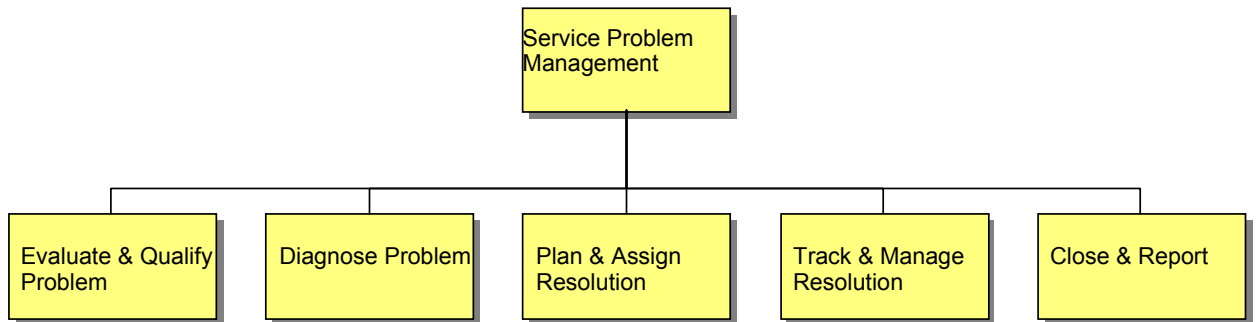 Service Problem
Management
Evaluate & Qualify
Problem
Diagnose Problem
Plan & Assign
Resolution
Track & Manage
Resolution
Close & Report